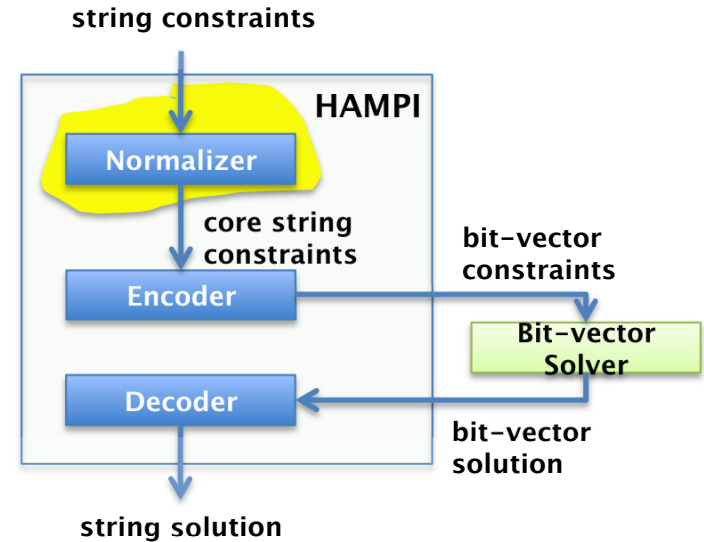 string constraints
HAMPI
Normalizer
core string
constraints
bit-vector
constraints
Encoder
Bit-vector
Solver
Decoder
bit-vector
solution
string solution